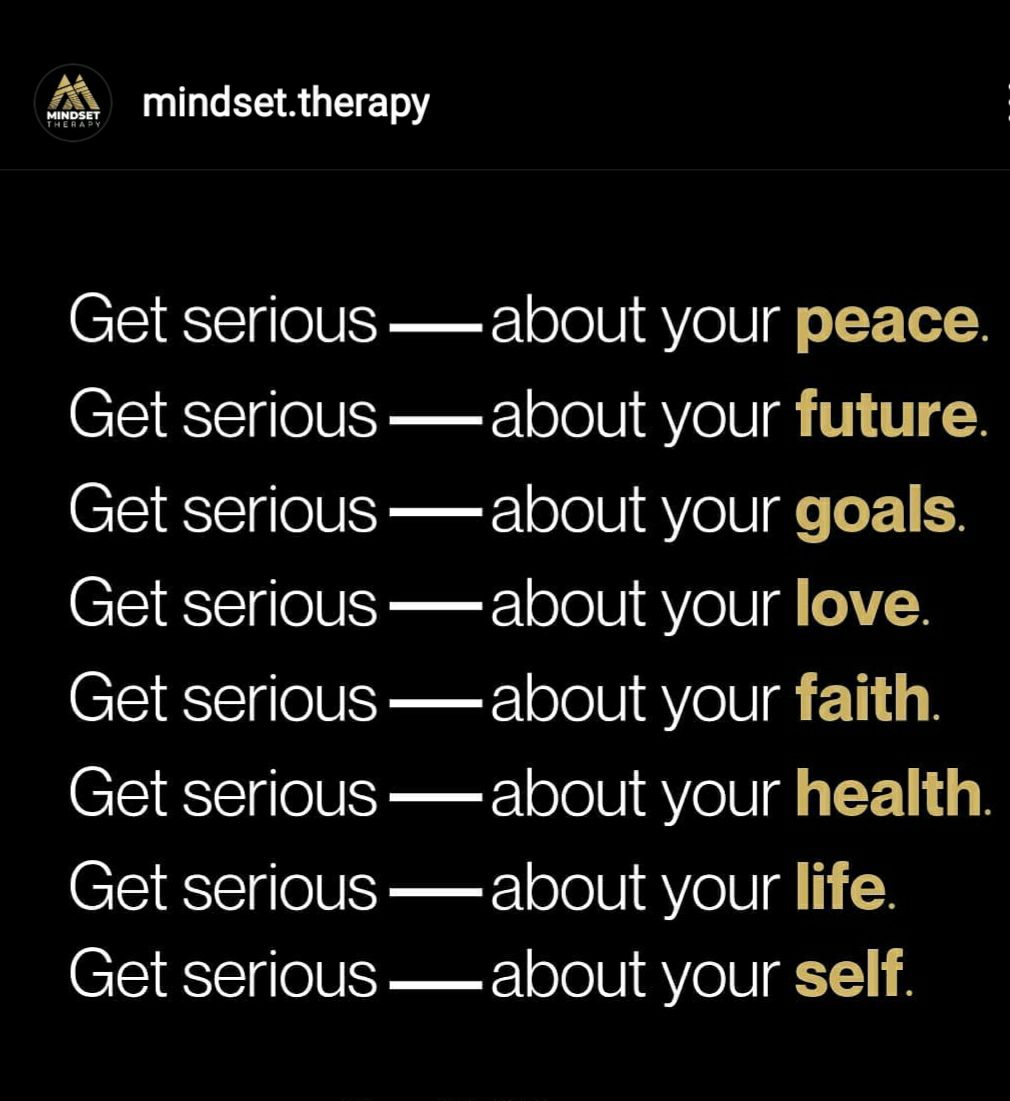 MINDSET
THERAPY
mindset.therapy
Get serious — about your peace.
Get serious — about your future.
Get serious — about your goals.
Get serious — about your love.
Get serious — about your faith.
Get serious — about your health.
Get serious — about your life.
Get serious — about your self.